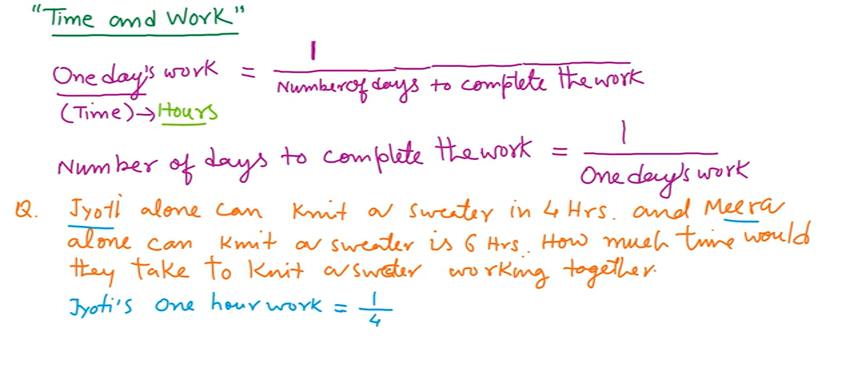 "Time and Work"
One day's work = 1 / Number of days to complete the work
(Time) → Hours
Number of days to complete the work = 1 / One day's work
Q. Jyoti alone can knit a sweater in 4 Hrs. and Meera
alone can knit a sweater is 6 Hrs. How much time would
they take to knit a sweter working together.
Jyoti's One hour work = 1 / 4